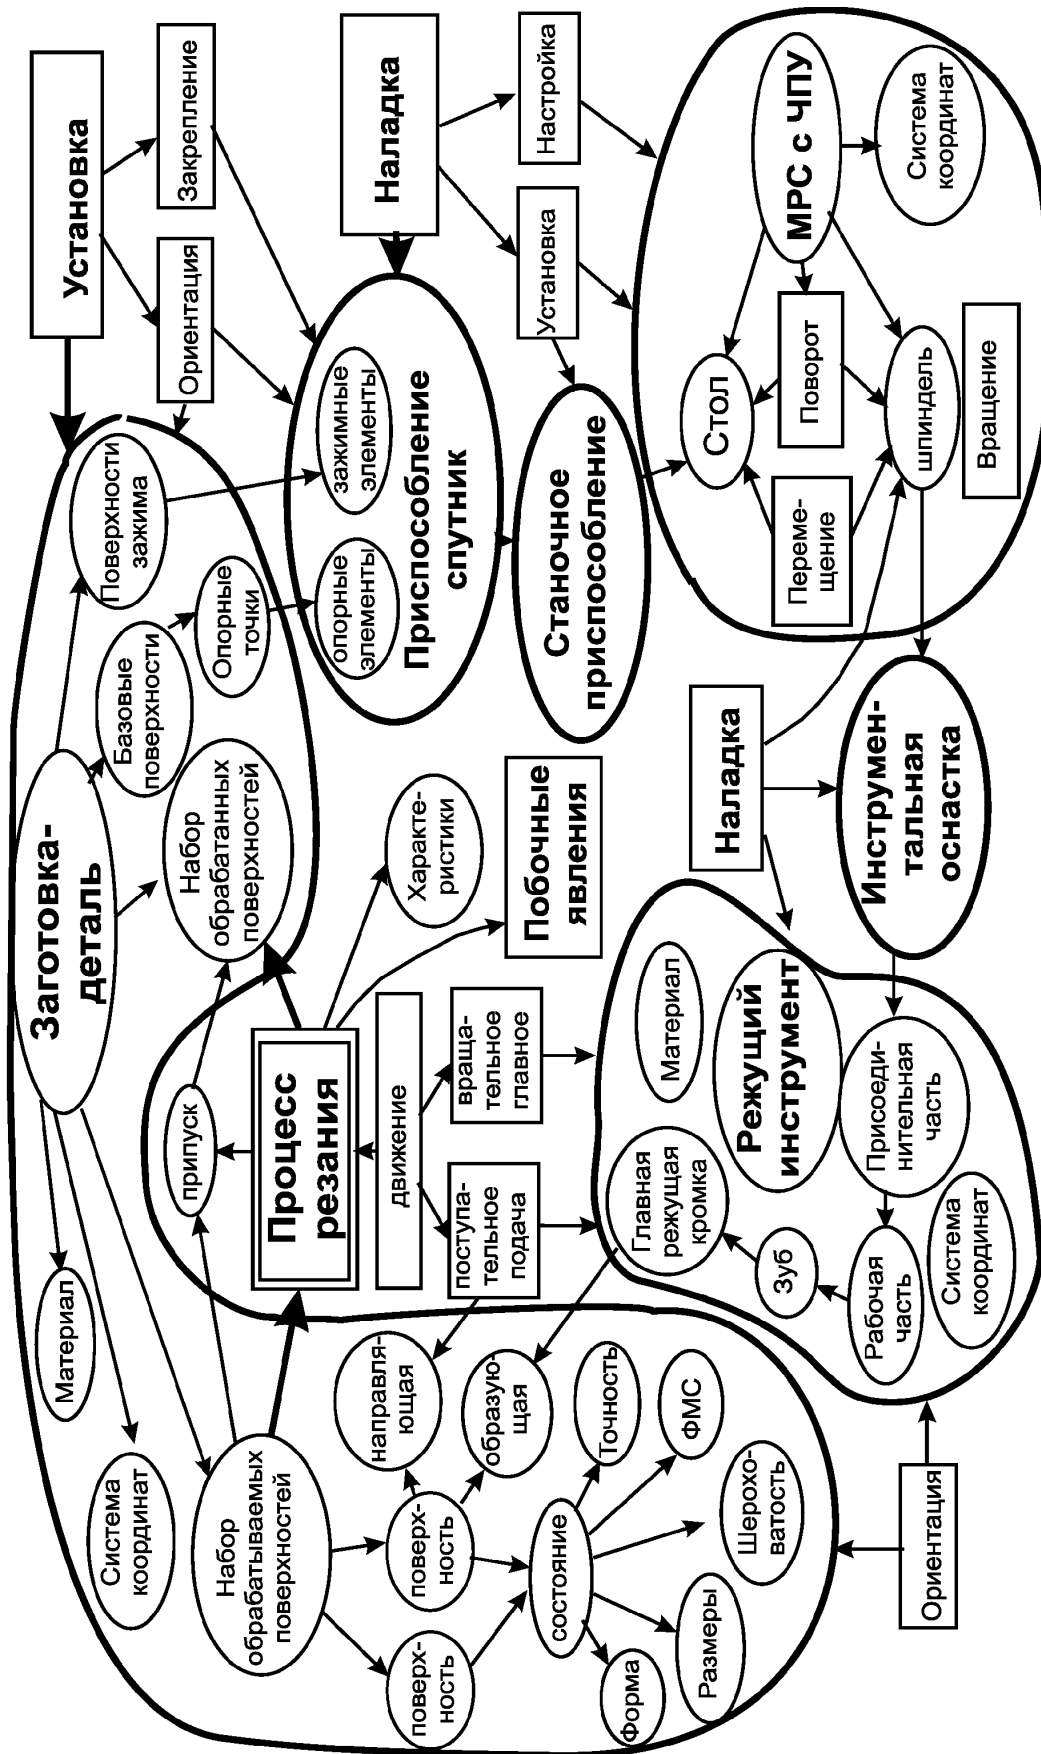 Установка
Закрепление
Ориентация
Наладка
Настройка
Установка
Заготовка-
деталь
Поверхности
зажима
Базовые
поверхности
Опорные
точки
Набор
обрабатанных
поверхностей
Материал
Система
координат
Набор
обрабатываемых
поверхностей
припуск
зажимные
элементы
опорные
элементы
Приспособление
спутник
Станочное
приспособление
МРС с ЧПУ
Система
координат
Стол
Поворот
шпиндель
Вращение
Переме-
щение
Процесс
резания
Характе-
ристики
Побочные
явления
движение
враща-
тельное
главное
поступа-
тельное
подача
направля-
ющая
образую-
щая
поверх-
ность
поверх-
ность
состояние
Точность
ФМС
Шерохо-
ватость
Размеры
Форма
Наладка
Инструмен-
тальная
оснастка
Материал
Режущий
инструмент
Главная
режущая
кромка
Присоеди-
нительная
часть
Зуб
Рабочая
часть
Система
координат
Ориентация